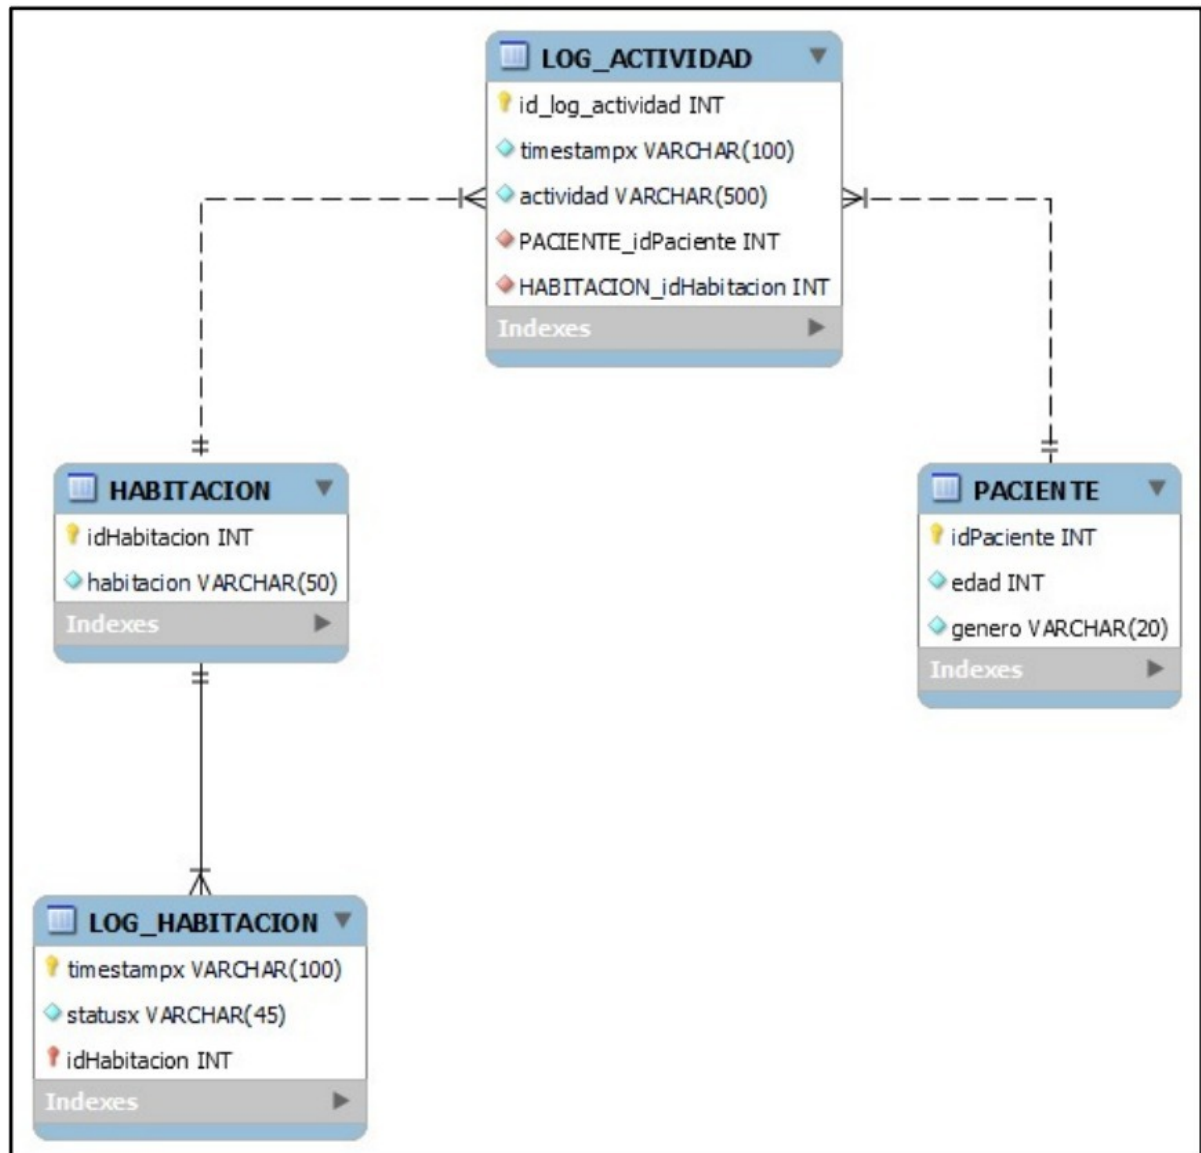 LOG_ACTIVIDAD
id_log_actividad INT
timestampx VARCHAR(100)
actividad VARCHAR(500)
PACIENTE_idPaciente INT
HABITACION_idHabitacion INT
Indexes
HABITACION
idHabitacion INT
habitacion VARCHAR(50)
Indexes
PACIENTE
idPaciente INT
edad INT
genero VARCHAR(20)
Indexes
LOG_HABITACION
timestampx VARCHAR(100)
statusx VARCHAR(45)
idHabitacion INT
Indexes